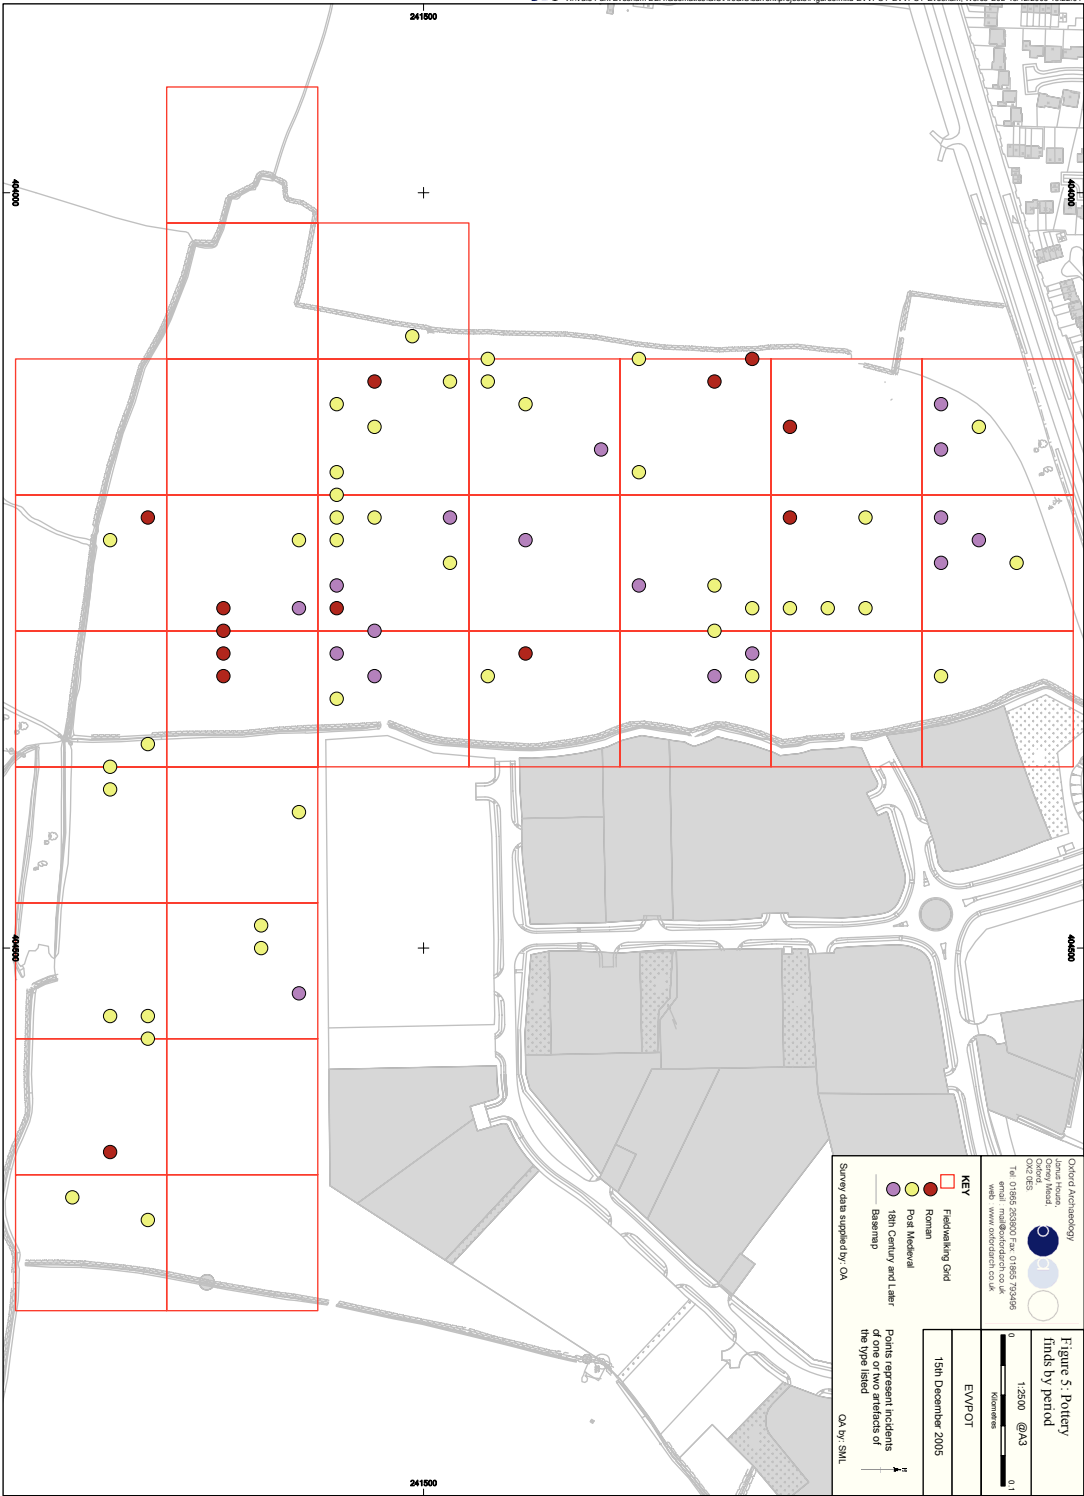 241500
404000
404000
404500
404500
241500
Oxford Archaeology
Janus House,
Osney Mead,
Oxford,
OX2 0ES
Tel: 01865 263800 Fax: 01865 793496
email: mail@oxfordarch.co.uk
web: www.oxfordarch.co.uk
Figure 5: Pottery
finds by period
0
0.1
Kilometres
1:2500 @A3
EVVPOT
15th December 2005
KEY
Fieldwalking Grid
Roman
Post Medieval
18th Century and Later
Basemap
Points represent incidents
of one or two artefacts of
the type listed
N
Survey data supplied by: OA
QA by: SML